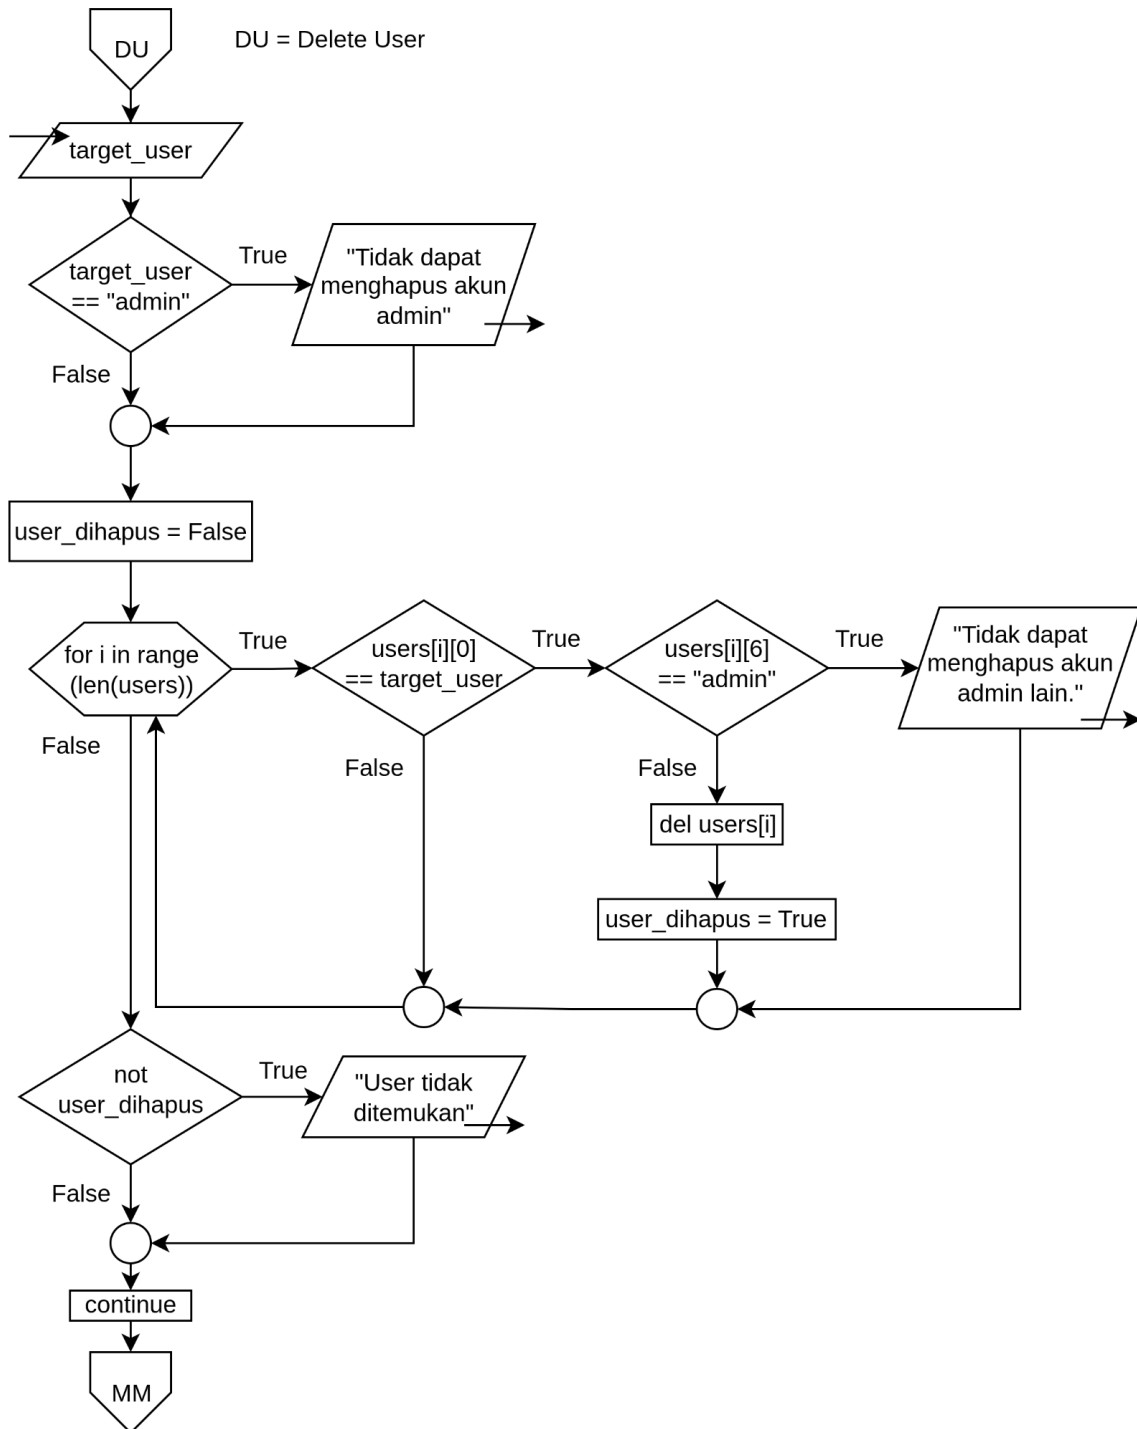 DU
DU = Delete User
target_user
target_user
== "admin"
True
"Tidak dapat
menghapus akun
admin"
False
user_dihapus = False
for i in range
(len(users))
True
users[i][0]
== target_user
True
users[i][6]
== "admin"
True
"Tidak dapat
menghapus akun
admin lain."
False
False
False
del users[i]
user_dihapus = True
not
user_dihapus
True
"User tidak
ditemukan"
False
continue
MM